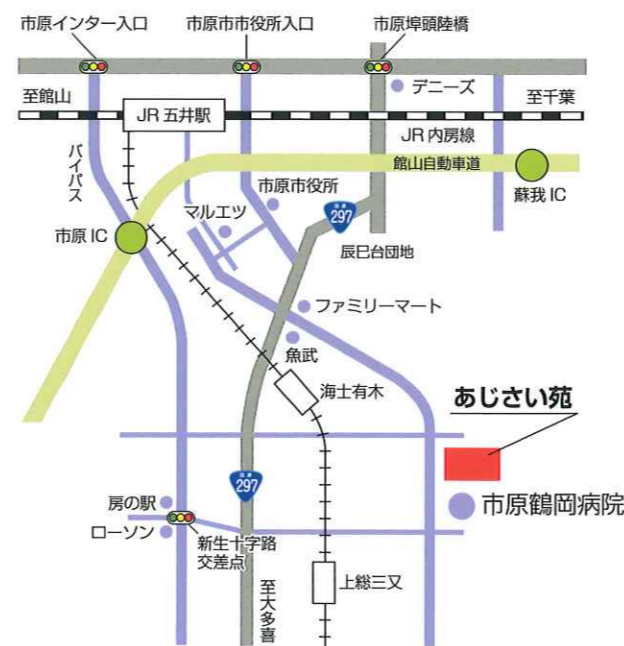 市原インター入口
市原市市役所入口
市原埠頭陸橋
デニーズ
至館山
JR 五井駅
至千葉
JR 内房線
バイパス
館山自動車道
蘇我 IC
市原市役所
マルエツ
国道
297
市原 IC
辰巳台団地
ファミリーマート
魚武
海士有木
あじさい苑
国道
297
房の駅
市原鶴岡病院
ローソン
新生十字路
交差点
上総三又
至大多喜